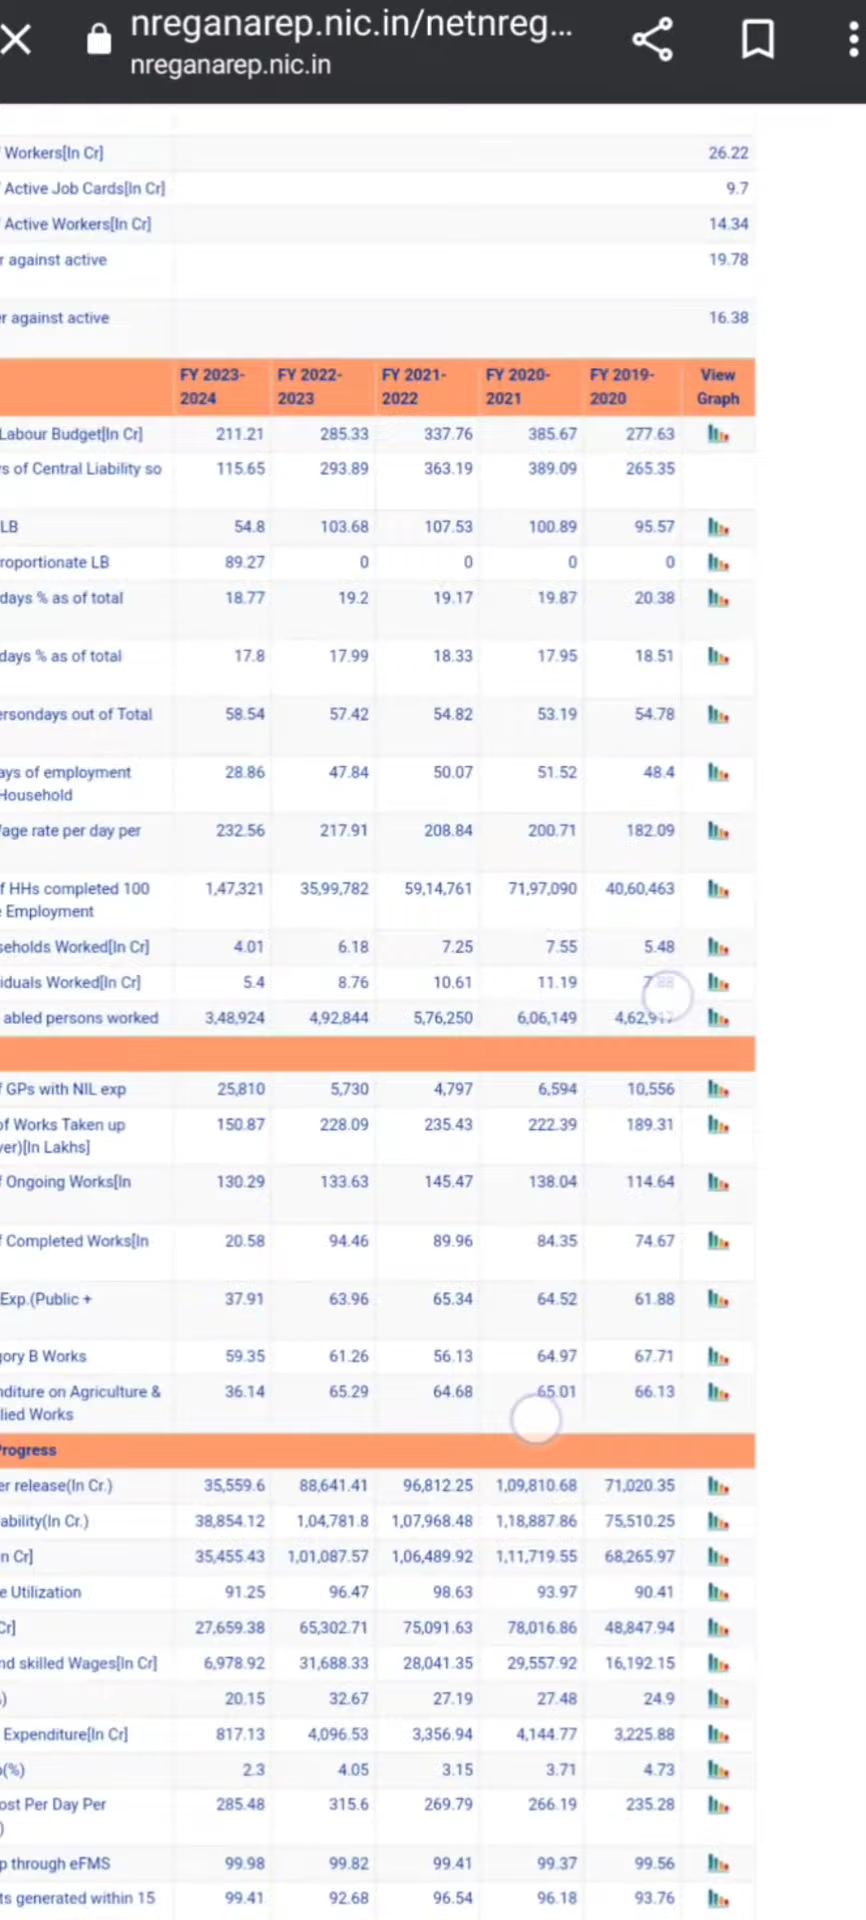 nreganarep.nic.in/netnreg...
nreganarep.nic.in
Workers[In Cr] 26.22
Active Job Cards[In Cr] 9.7
Active Workers[In Cr] 14.34
r against active 19.78
er against active 16.38
FY 2023-2024 FY 2022-2023 FY 2021-2022 FY 2020-2021 FY 2019-2020 View Graph
Labour Budget[In Cr] 211.21 285.33 337.76 385.67 277.63
s of Central Liability so 115.65 293.89 363.19 389.09 265.35
LB 54.8 103.68 107.53 100.89 95.57
roportionate LB 89.27 0 0 0 0
days % as of total 18.77 19.2 19.17 19.87 20.38
days % as of total 17.8 17.99 18.33 17.95 18.51
ersondays out of Total 58.54 57.42 54.82 53.19 54.78
ays of employment 28.86 47.84 50.07 51.52 48.4
Household
Vage rate per day per 232.56 217.91 208.84 200.71 182.09
f HHs completed 100 1,47,321 35,99,782 59,14,761 71,97,090 40,60,463
e Employment
seholds Worked[In Cr] 4.01 6.18 7.25 7.55 5.48
iduals Worked[In Cr] 5.4 8.76 10.61 11.19 7.88
abled persons worked 3,48,924 4,92,844 5,76,250 6,06,149
f GPs with NIL exp 25,810 5,730 4,797 6,594 10,556
of Works Taken up 150.87 228.09 235.43 222.39 189.31
ver)[In Lakhs]
f Ongoing Works[In 130.29 133.63 145.47 138.04 114.64
f Completed Works[In 20.58 94.46 89.96 84.35 74.67
Exp.(Public + 37.91 63.96 65.34 64.52 61.88
gory B Works 59.35 61.26 56.13 64.97 67.71
nditure on Agriculture & 36.14 65.29 64.68 65.01 66.13
lied Works
Progress
er release(In Cr.) 35,559.6 88,641.41 96,812.25 1,09,810.68 71,020.35
ability(In Cr.) 38,854.12 1,04,781.8 1,07,968.48 1,18,887.86 75,510.25
n Cr] 35,455.43 1,01,087.57 1,06,489.92 1,11,719.55 68,265.97
e Utilization 91.25 96.47 98.63 93.97 90.41
Cr] 27,659.38 65,302.71 75,091.63 78,016.86 48,847.94
nd skilled Wages[In Cr] 6,978.92 31,688.33 28,041.35 29,557.92 16,192.15
) 20.15 32.67 27.19 27.48 24.9
Expenditure[In Cr] 817.13 4,096.53 3,356.94 4,144.77 3,225.88
(%) 2.3 4.05 3.15 3.71 4.73
ost Per Day Per 285.48 315.6 269.79 266.19 235.28
)
p through eFMS 99.98 99.82 99.41 99.37 99.56
ts generated within 15 99.41 92.68 96.54 96.18 93.76